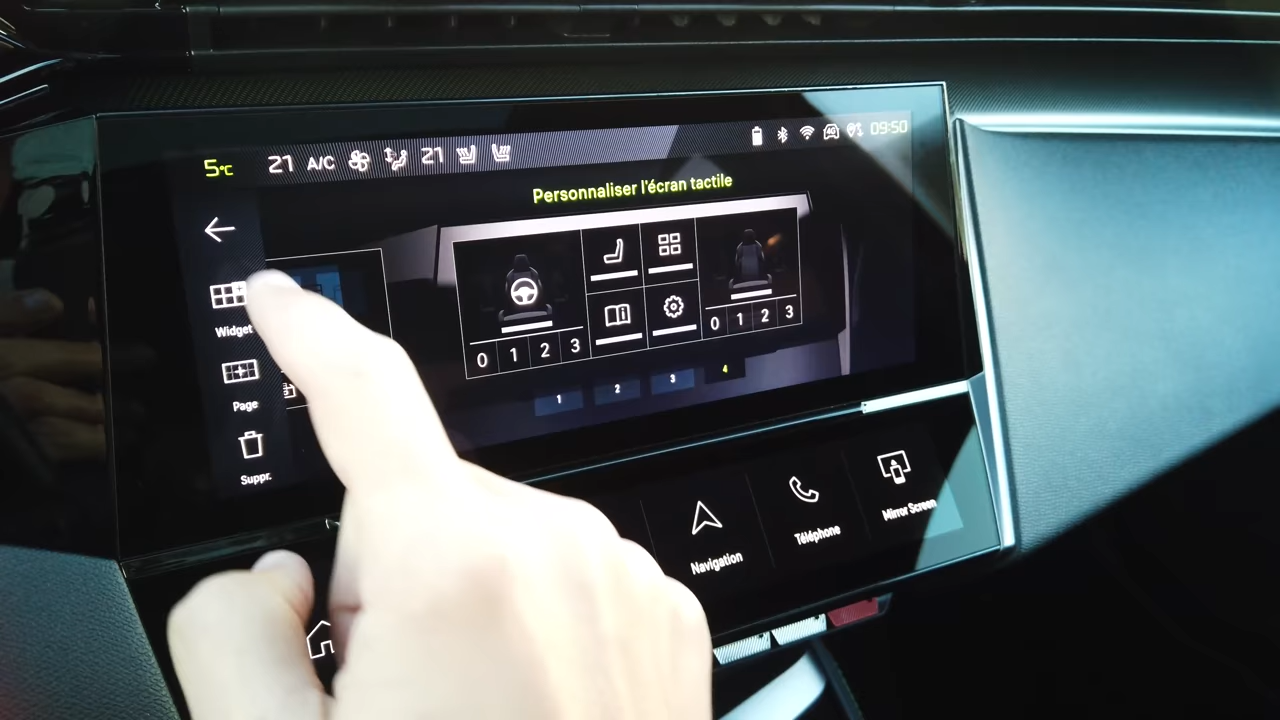 5°C 21 A/C 21 4G 09:50
Personnaliser l'écran tactile
Widget
Page
Suppr.
0 1 2 3
0 1 2 3
1 2 3 4
Navigation
Téléphone
Mirror Screen